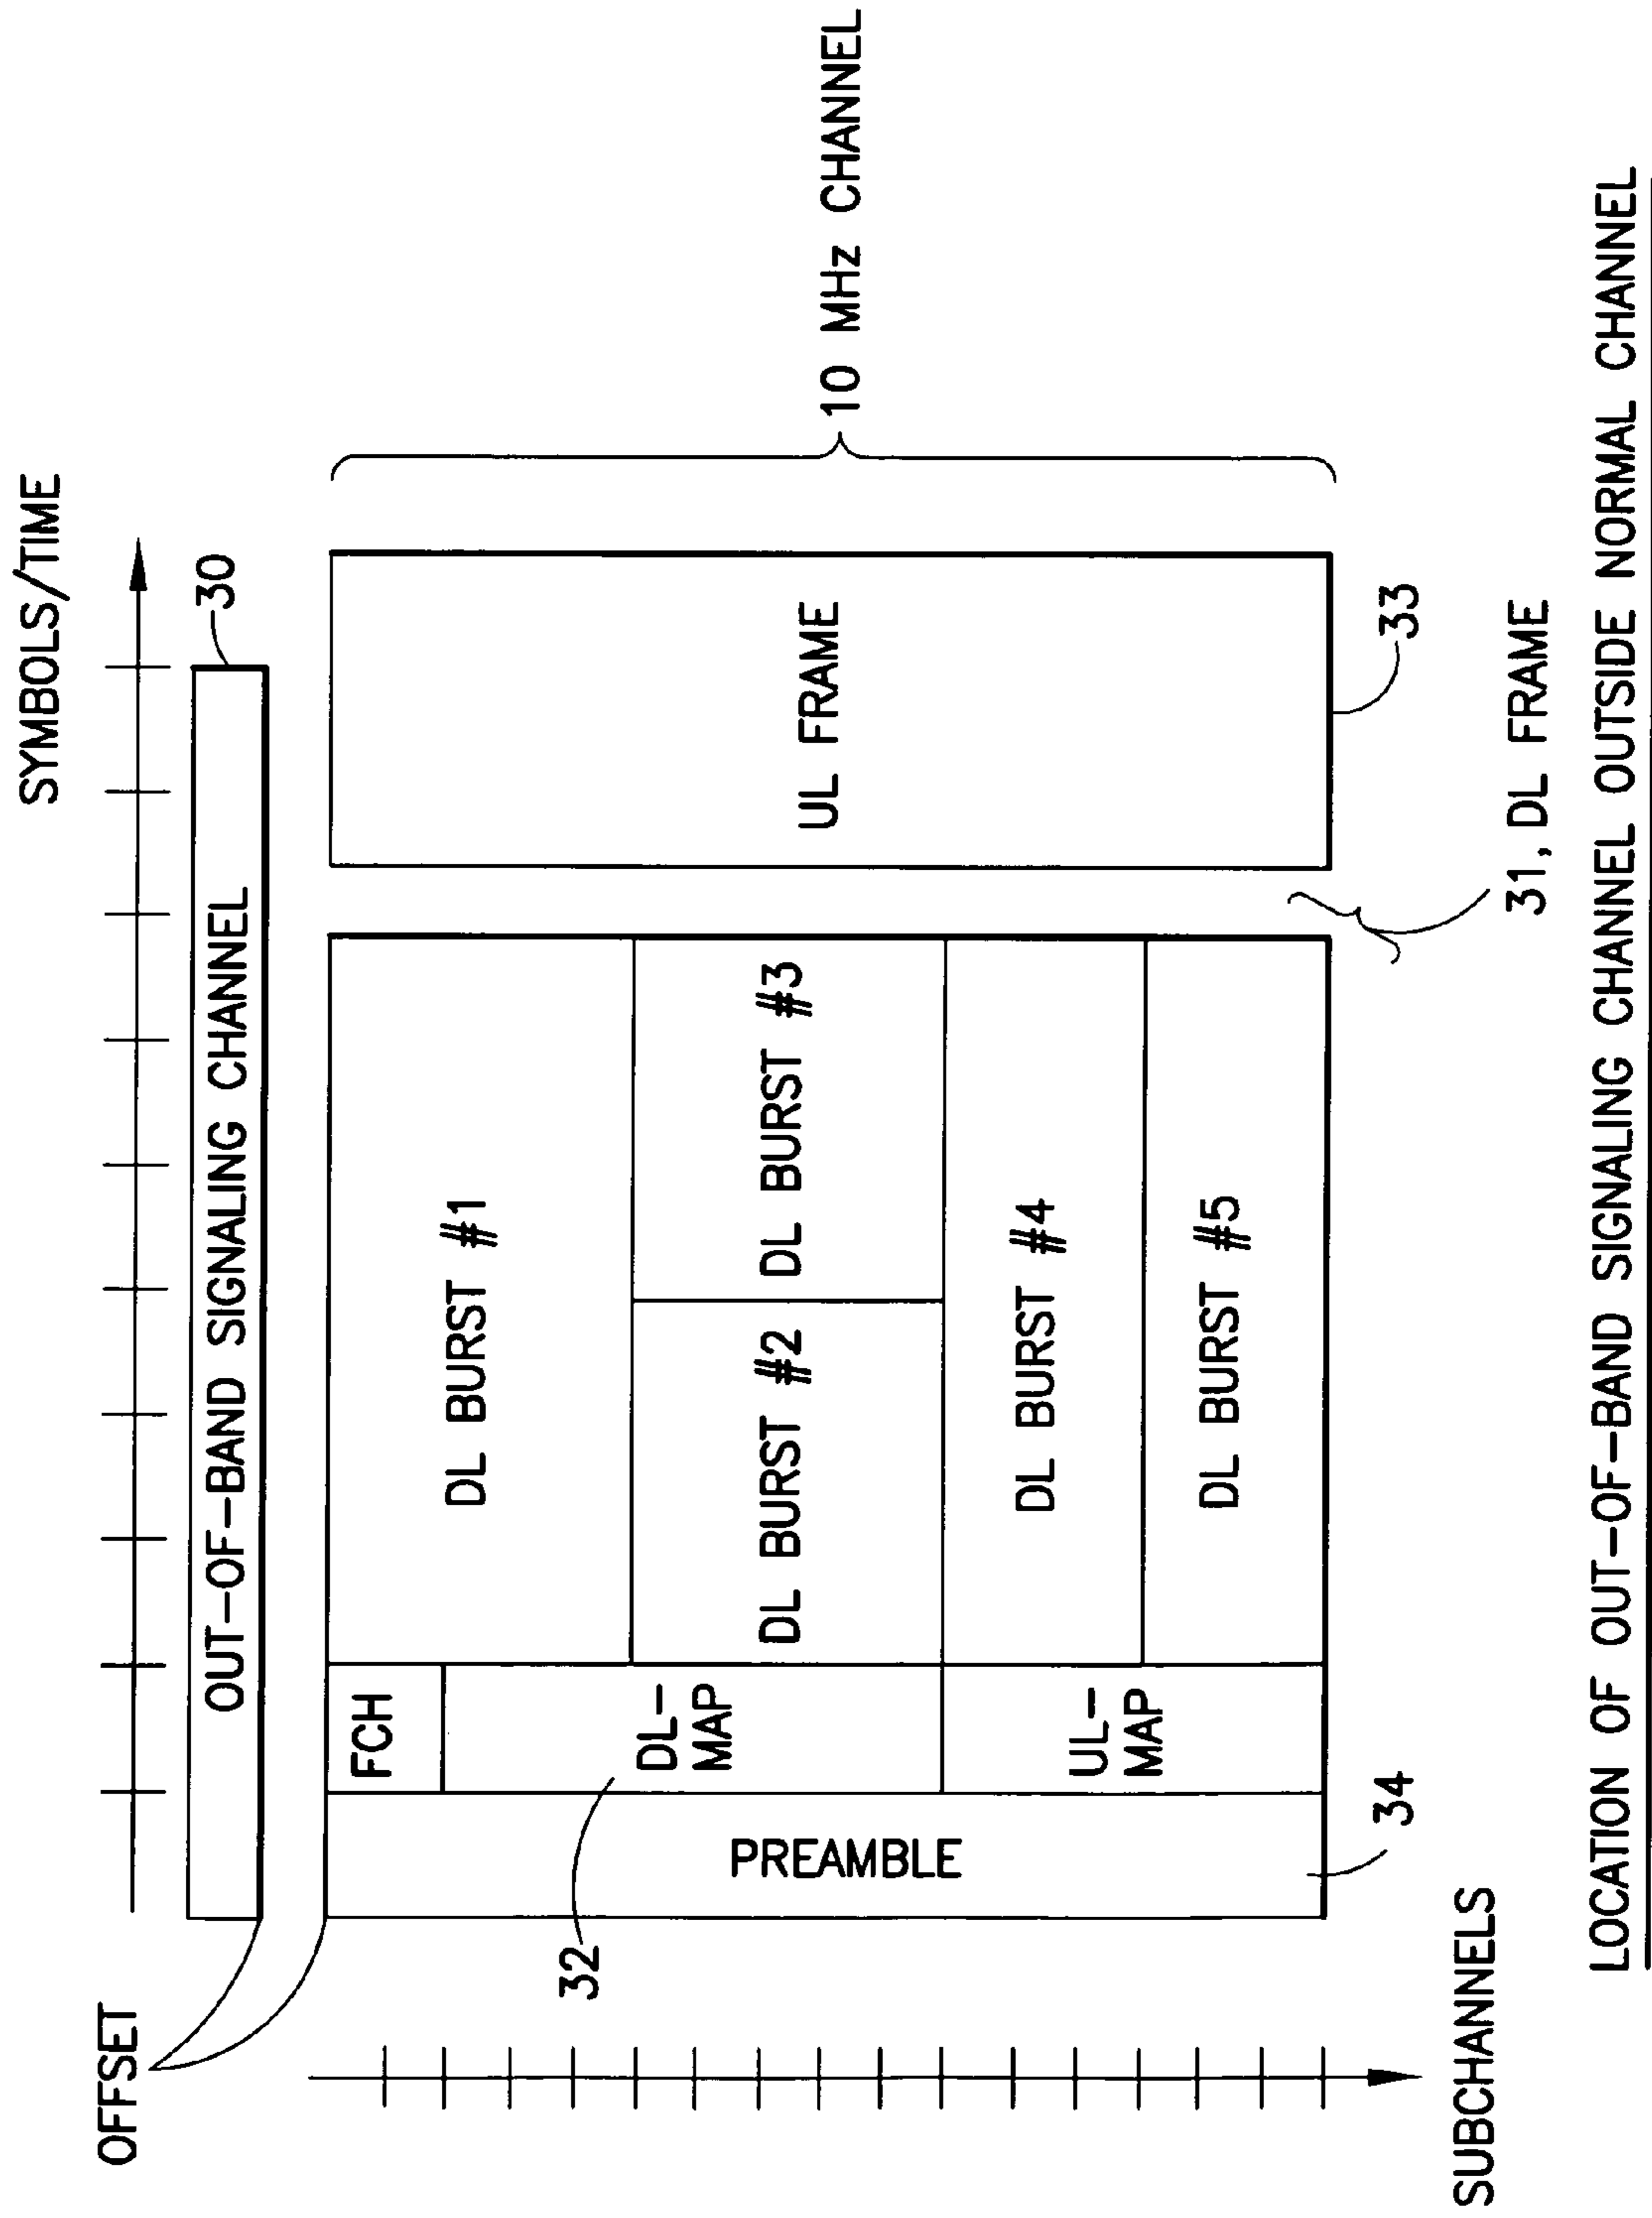 SYMBOLS/TIME
OFFSET
OUT-OF-BAND SIGNALING CHANNEL
30
FCH
DL BURST #1
DL-
MAP
32
DL BURST #2
DL BURST #3
UL FRAME
10 MHz CHANNEL
UL-
MAP
DL BURST #4
DL BURST #5
PREAMBLE
34
33
SUBCHANNELS
31, DL FRAME
LOCATION OF OUT-OF-BAND SIGNALING CHANNEL OUTSIDE NORMAL CHANNEL